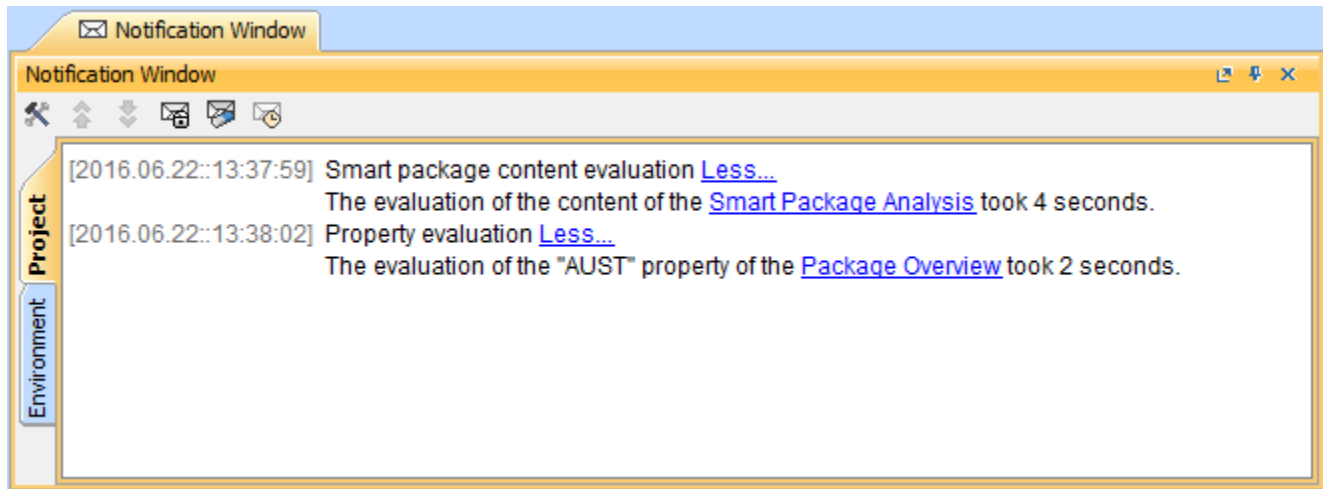 Notification Window
Notification Window
[2016.06.22::13:37:59] Smart package content evaluation Less...
The evaluation of the content of the Smart Package Analysis took 4 seconds.
[2016.06.22::13:38:02] Property evaluation Less...
The evaluation of the "AUST" property of the Package Overview took 2 seconds.
Project
Environment